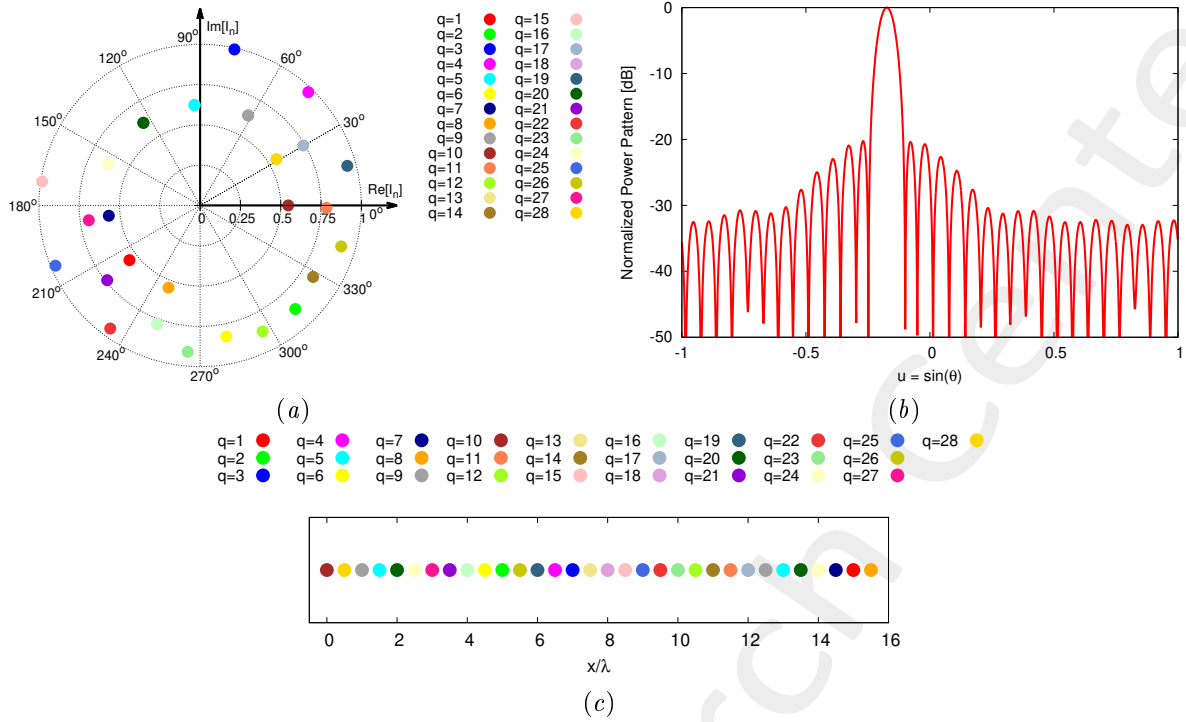 Im[Iₙ]
90°
120°
60°
150°
30°
180°
Re[Iₙ]
0 0.25 0.5 0.75 1
0°
210°
330°
240°
300°
270°
q=1 q=15
q=2 q=16
q=3 q=17
q=4 q=18
q=5 q=19
q=6 q=20
q=7 q=21
q=8 q=22
q=9 q=23
q=10 q=24
q=11 q=25
q=12 q=26
q=13 q=27
q=14 q=28
(a)
Normalized Power Pattern [dB]
0
-10
-20
-30
-40
-50
-1 -0.5 0 0.5 1
u = sin(θ)
(b)
q=1 q=4 q=7 q=10 q=13 q=16 q=19 q=22 q=25 q=28
q=2 q=5 q=8 q=11 q=14 q=17 q=20 q=23 q=26
q=3 q=6 q=9 q=12 q=15 q=18 q=21 q=24 q=27
0 2 4 6 8 10 12 14 16
x/λ
(c)
ch Cente